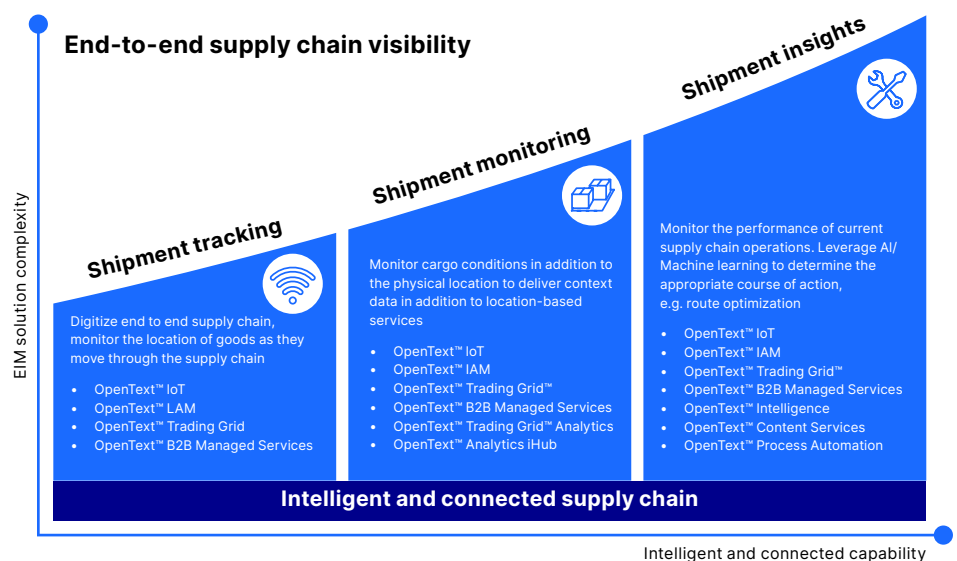 End-to-end supply chain visibility
EIM solution complexity
Shipment tracking
Digitize end to end supply chain,
monitor the location of goods as they
move through the supply chain
• OpenText™ IoT
• OpenText™ LAM
• OpenText™ Trading Grid
• OpenText™ B2B Managed Services
Shipment monitoring
Monitor cargo conditions in addition to
the physical location to deliver context
data in addition to location-based
services
• OpenText™ IoT
• OpenText™ IAM
• OpenText™ Trading Grid™
• OpenText™ B2B Managed Services
• OpenText™ Trading Grid™ Analytics
• OpenText™ Analytics iHub
Shipment insights
Monitor the performance of current
supply chain operations. Leverage AI/
Machine learning to determine the
appropriate course of action,
e.g. route optimization
• OpenText™ IoT
• OpenText™ IAM
• OpenText™ Trading Grid™
• OpenText™ B2B Managed Services
• OpenText™ Intelligence
• OpenText™ Content Services
• OpenText™ Process Automation
Intelligent and connected supply chain
Intelligent and connected capability